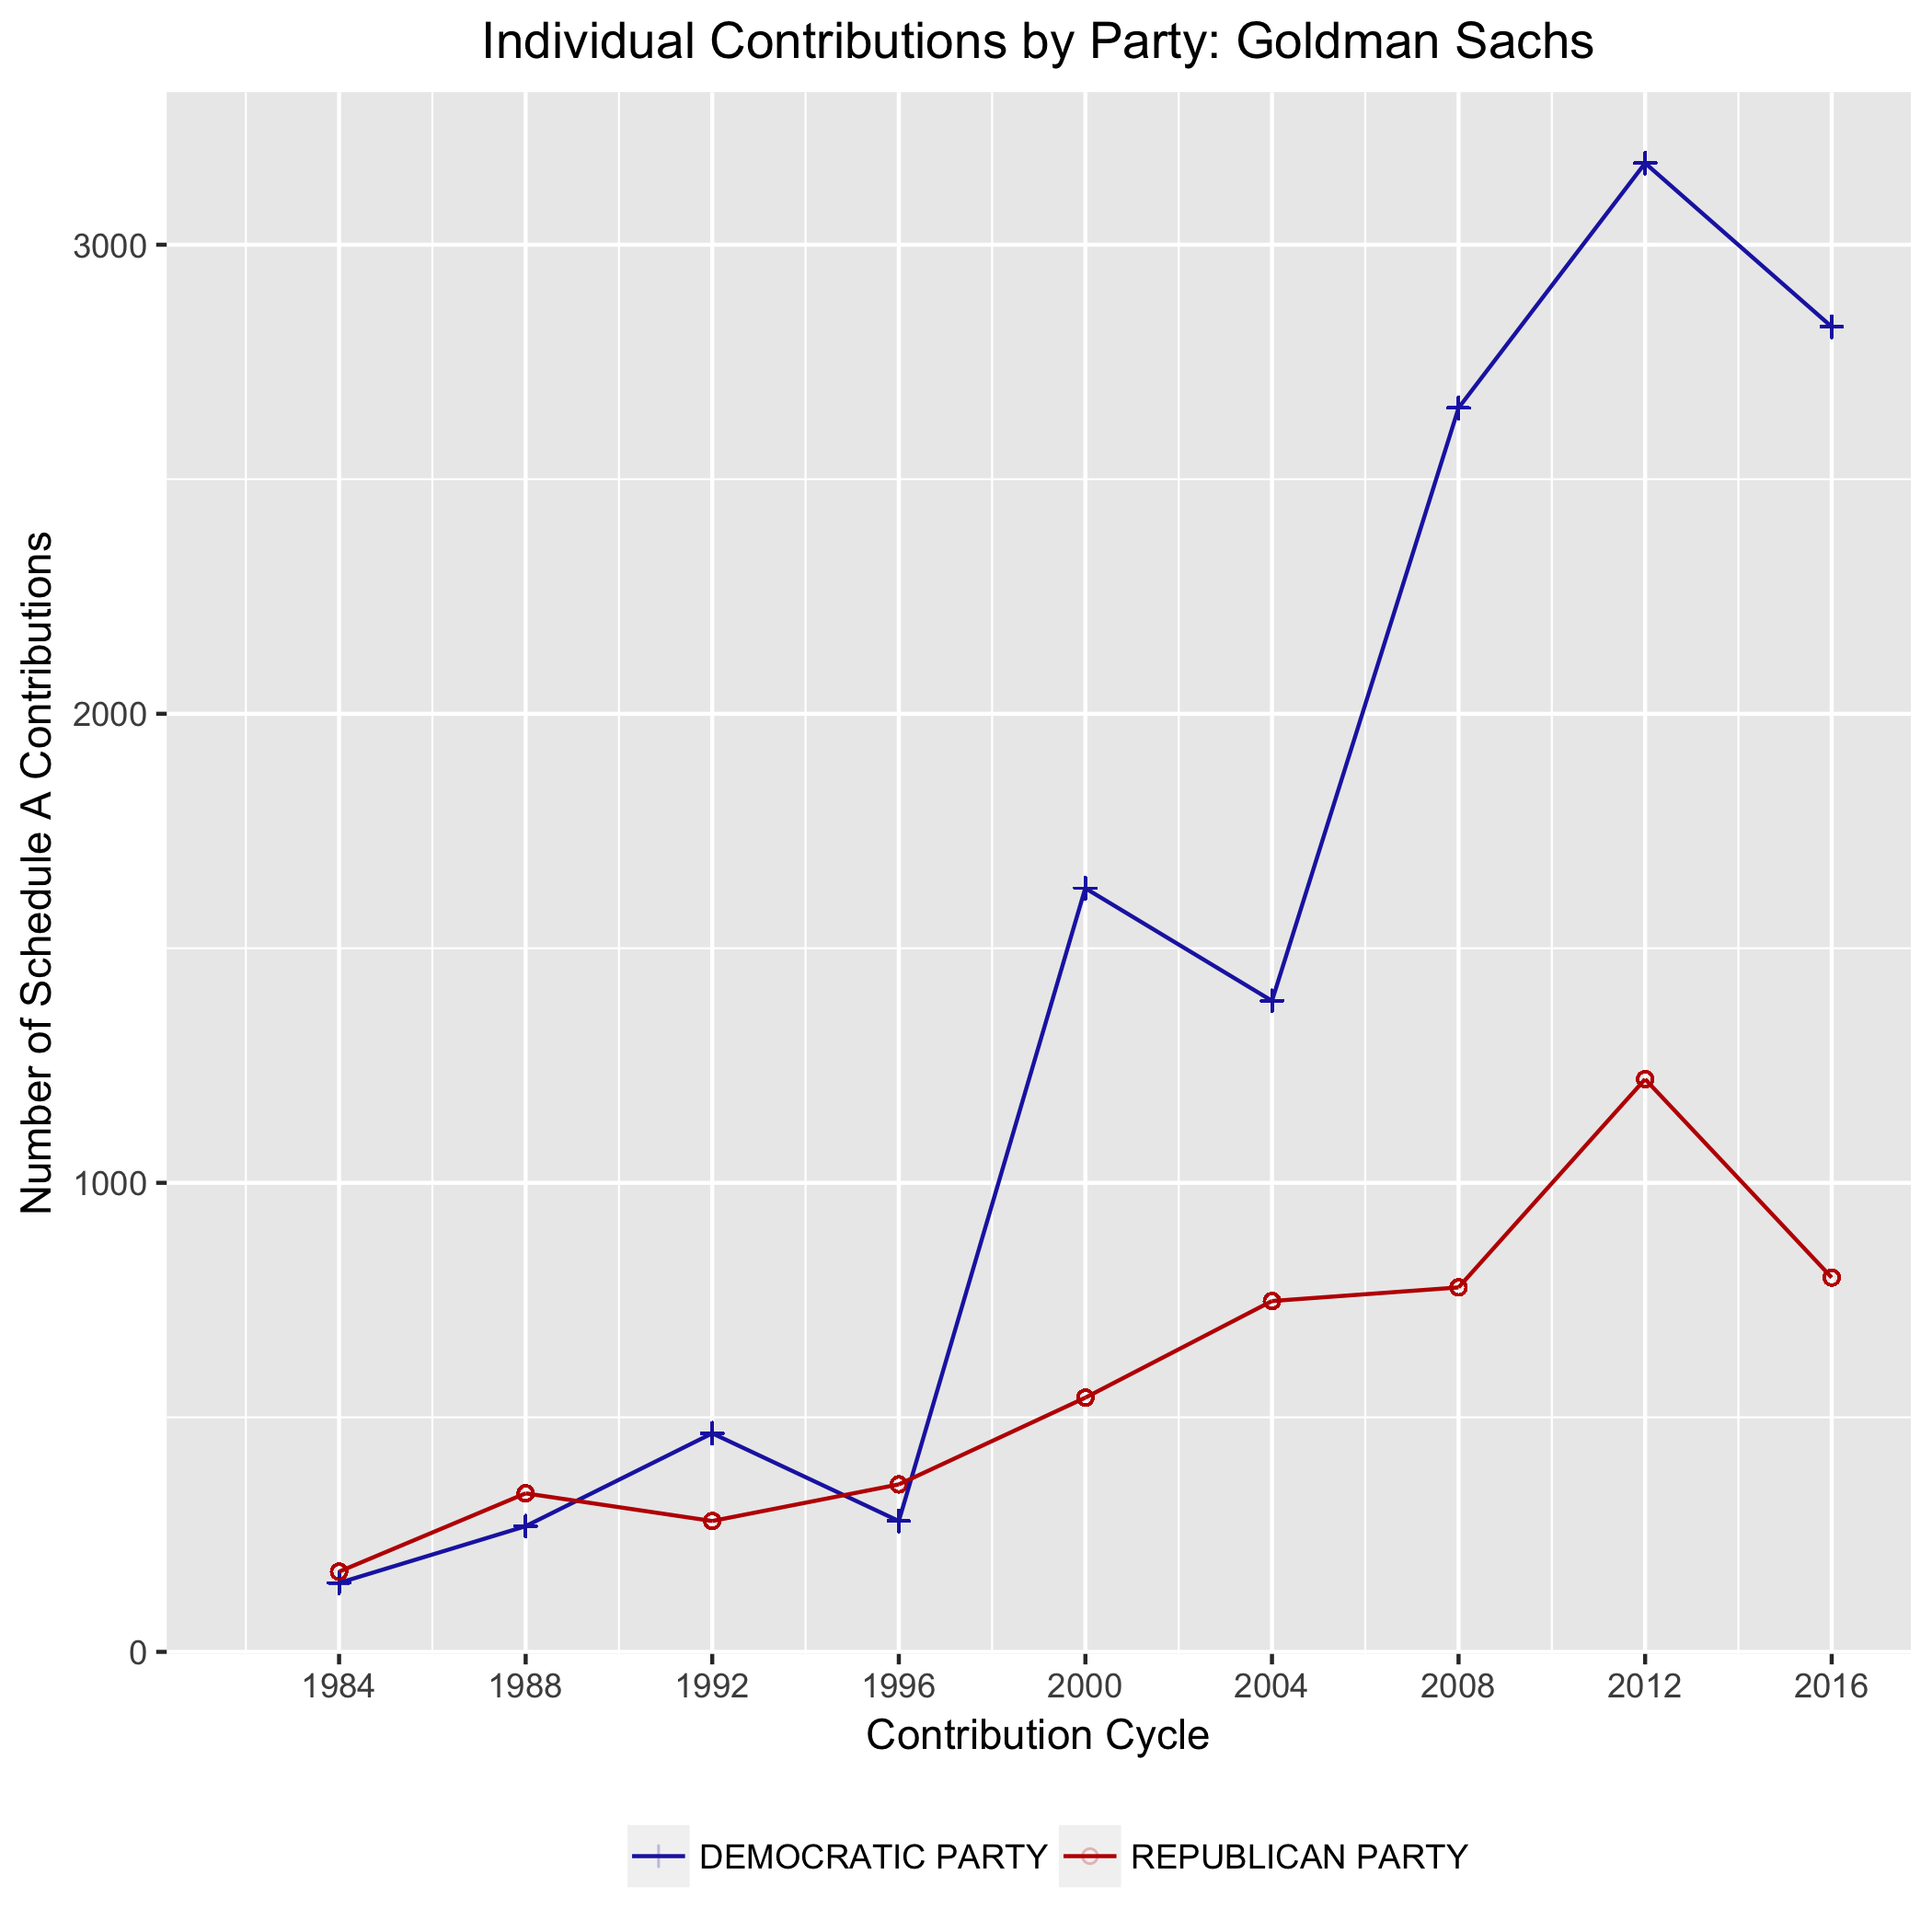 Individual Contributions by Party: Goldman Sachs
Number of Schedule A Contributions
3000
2000
1000
0
1984 1988 1992 1996 2000 2004 2008 2012 2016
Contribution Cycle
DEMOCRATIC PARTY REPUBLICAN PARTY